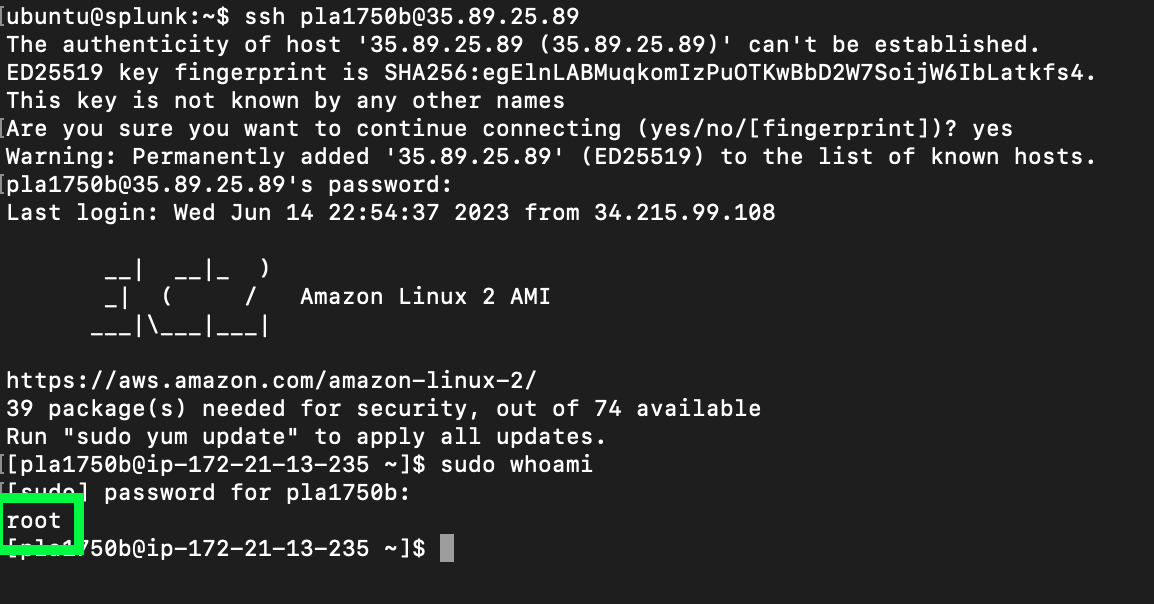 [ubuntu@splunk:~$ ssh pla1750b@35.89.25.89
The authenticity of host '35.89.25.89 (35.89.25.89)' can't be established.
ED25519 key fingerprint is SHA256:egElnLABMuqkomIzPuOTKwBbD2W7SoijW6IbLatkfs4.
This key is not known by any other names
[Are you sure you want to continue connecting (yes/no/[fingerprint])? yes
Warning: Permanently added '35.89.25.89' (ED25519) to the list of known hosts.
[pla1750b@35.89.25.89's password:
Last login: Wed Jun 14 22:54:37 2023 from 34.215.99.108
       __|  __|_  )
       _|  (     /   Amazon Linux 2 AMI
      ___|\___|___|
https://aws.amazon.com/amazon-linux-2/
39 package(s) needed for security, out of 74 available
Run "sudo yum update" to apply all updates.
[[pla1750b@ip-172-21-13-235 ~]$ sudo whoami
[[sudo] password for pla1750b:
root
[pla1750b@ip-172-21-13-235 ~]$